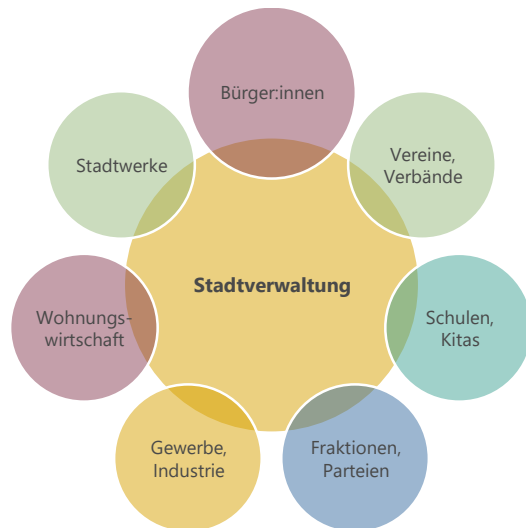 Bürger:innen
Stadtwerke
Vereine,
Verbände
Stadtverwaltung
Wohnungs-
wirtschaft
Schulen,
Kitas
Gewerbe,
Industrie
Fraktionen,
Parteien